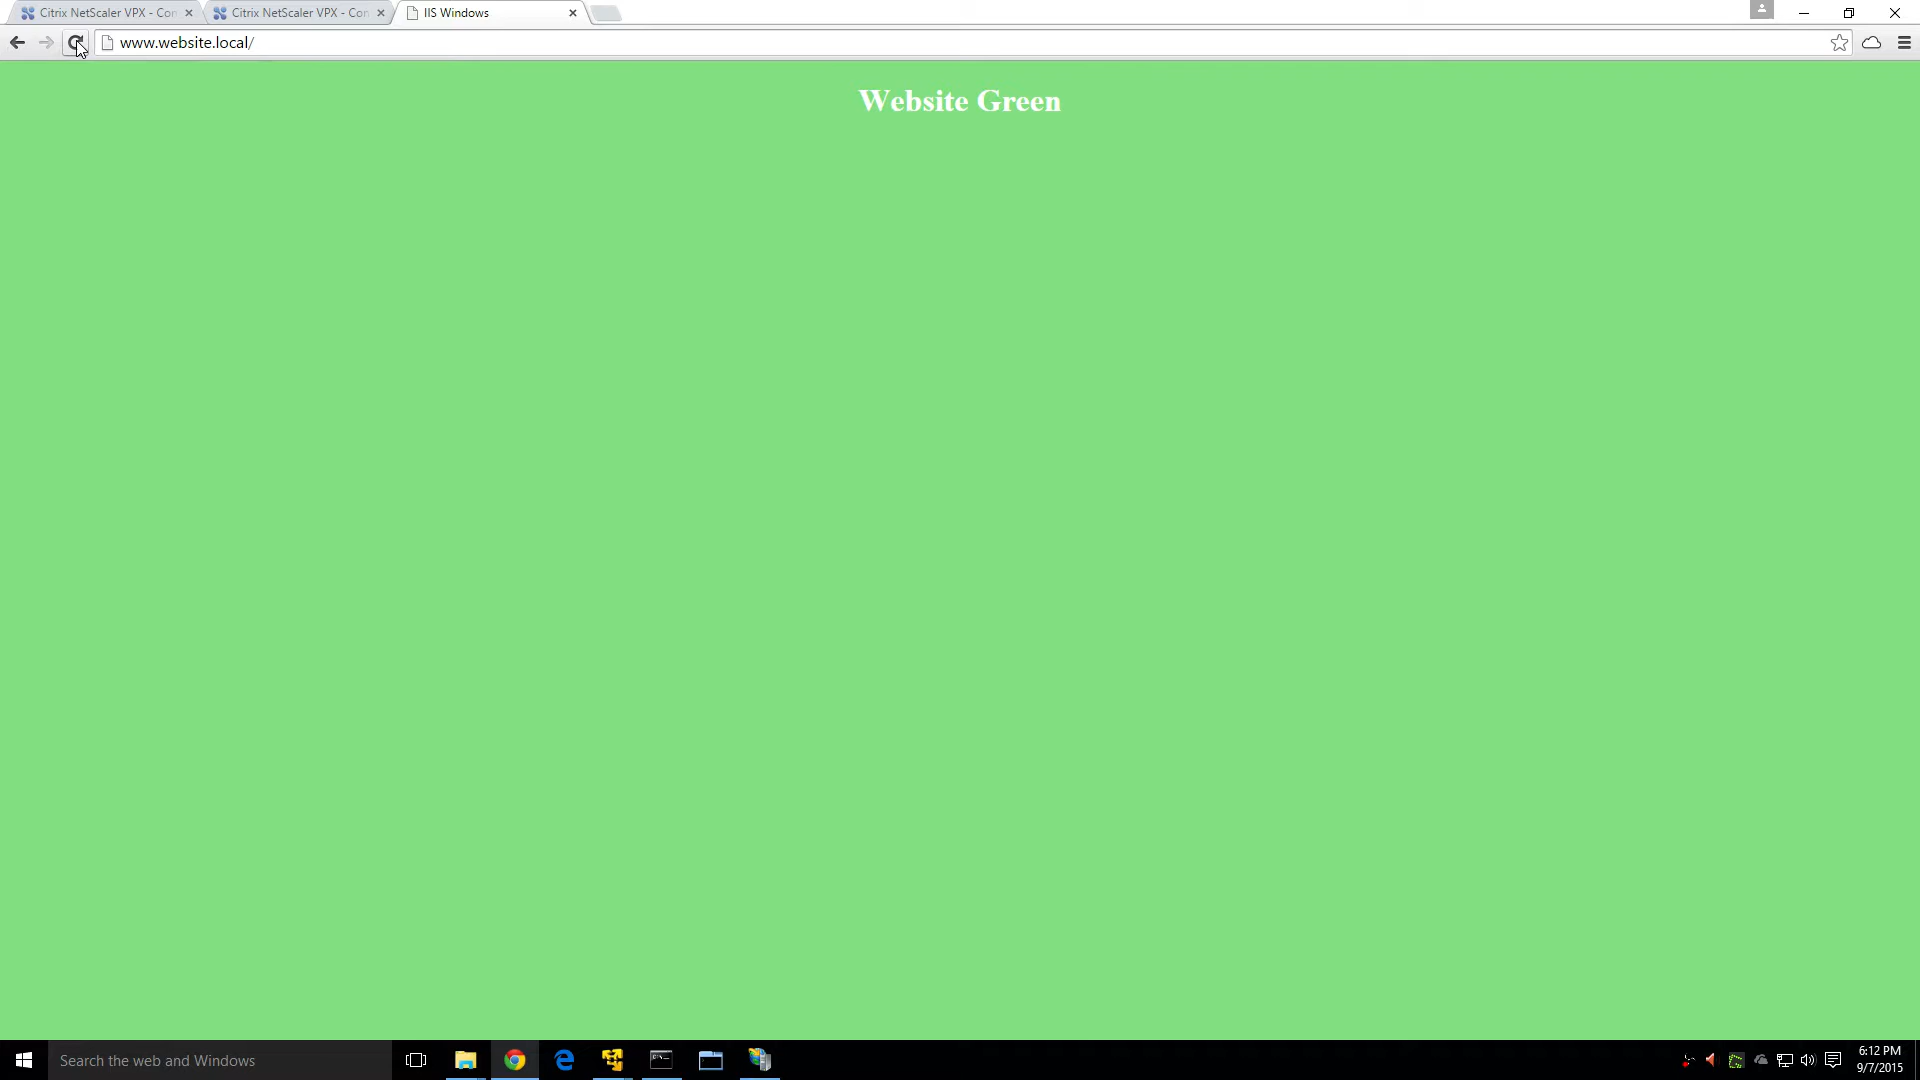 Citrix NetScaler VPX - Con
Citrix NetScaler VPX - Con
IIS Windows
www.website.local/
Website Green
Search the web and Windows
6:12 PM
9/7/2015